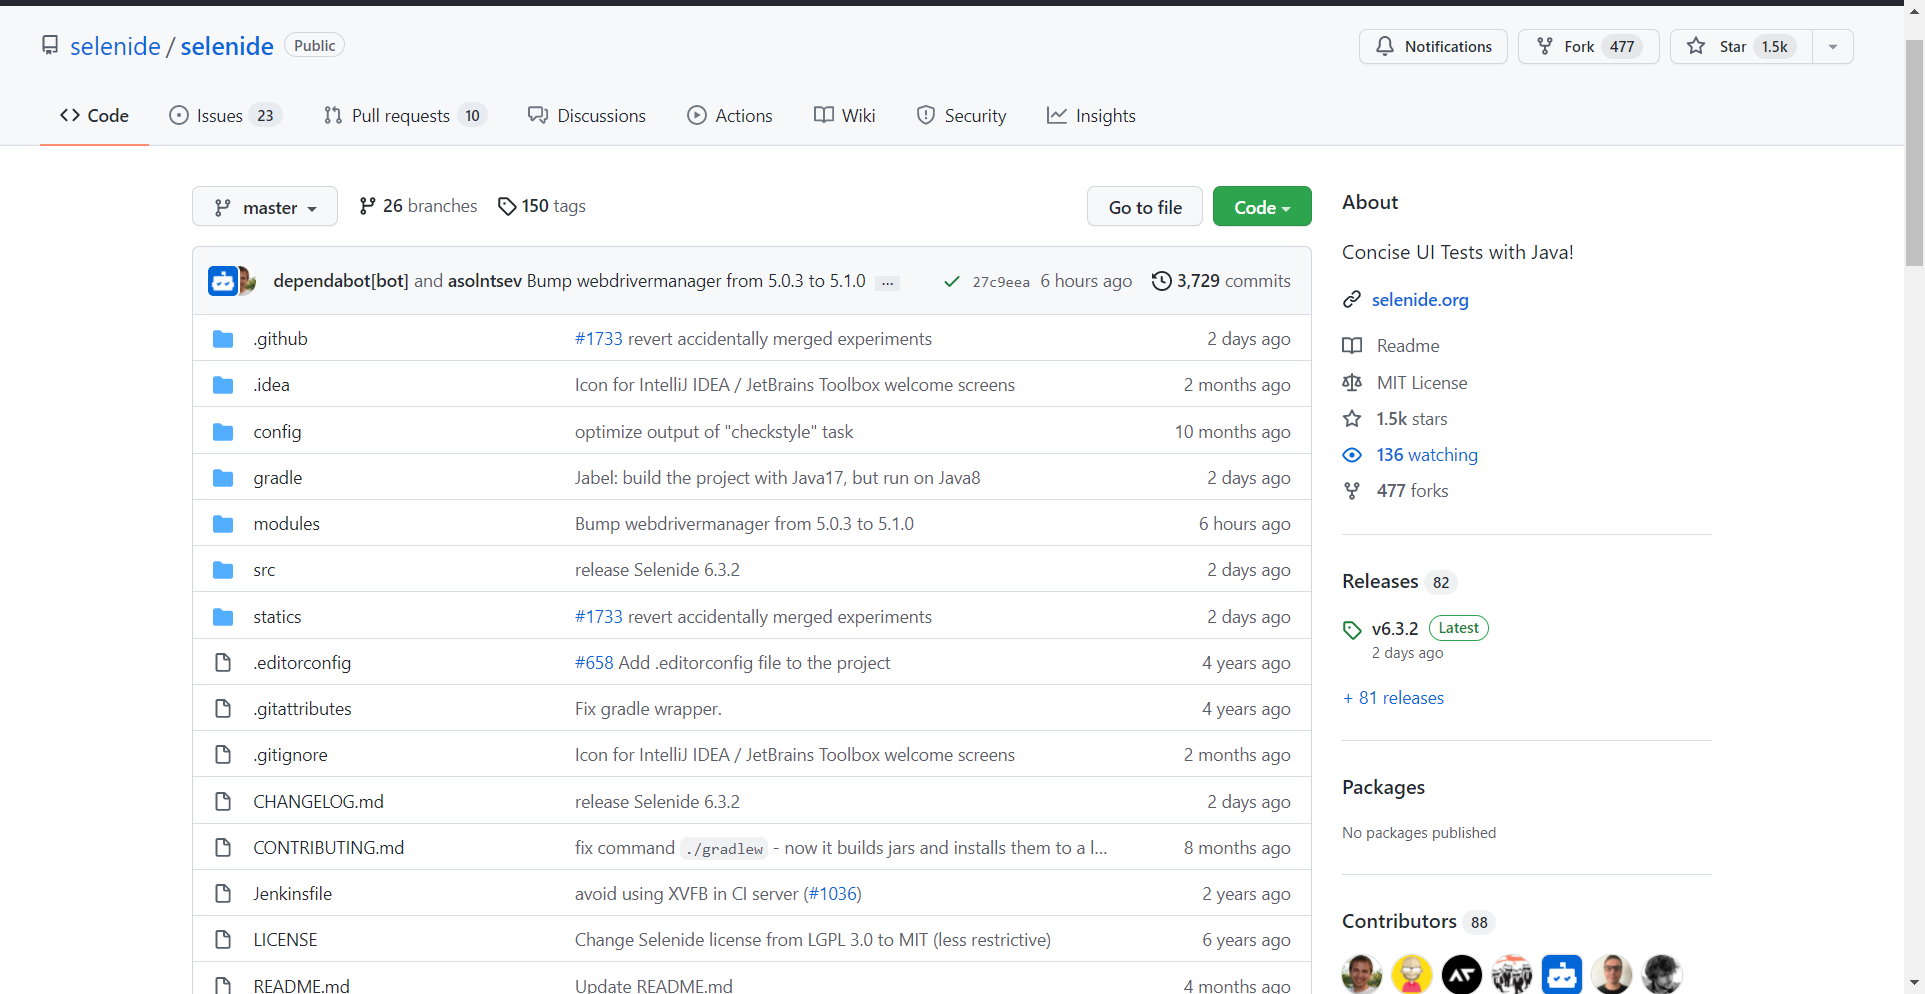 selenide / selenide Public Notifications Fork 477 Star 1.5k
Code Issues 23 Pull requests 10 Discussions Actions Wiki Security Insights
master 26 branches 150 tags Go to file Code
dependabot[bot] and asolntsev Bump webdrivermanager from 5.0.3 to 5.1.0 ... 27c9eea 6 hours ago 3,729 commits
.github #1733 revert accidentally merged experiments 2 days ago
.idea Icon for IntelliJ IDEA / JetBrains Toolbox welcome screens 2 months ago
config optimize output of "checkstyle" task 10 months ago
gradle Jabel: build the project with Java17, but run on Java8 2 days ago
modules Bump webdrivermanager from 5.0.3 to 5.1.0 6 hours ago
src release Selenide 6.3.2 2 days ago
statics #1733 revert accidentally merged experiments 2 days ago
.editorconfig #658 Add .editorconfig file to the project 4 years ago
.gitattributes Fix gradle wrapper. 4 years ago
.gitignore Icon for IntelliJ IDEA / JetBrains Toolbox welcome screens 2 months ago
CHANGELOG.md release Selenide 6.3.2 2 days ago
CONTRIBUTING.md fix command ./gradlew - now it builds jars and installs them to a l... 8 months ago
Jenkinsfile avoid using XVFB in CI server (#1036) 2 years ago
LICENSE Change Selenide license from LGPL 3.0 to MIT (less restrictive) 6 years ago
README.md Update README.md 4 months ago
About
Concise UI Tests with Java!
selenide.org
Readme
MIT License
1.5k stars
136 watching
477 forks
Releases 82
v6.3.2 Latest
2 days ago
+ 81 releases
Packages
No packages published
Contributors 88